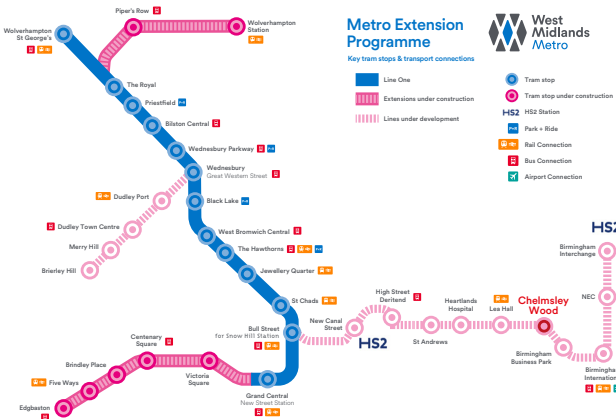 Metro Extension
Programme
Key tram stops & transport connections
West
Midlands
Metro
Line One
Extensions under construction
Lines under development
Tram stop
Tram stop under construction
HS2 HS2 Station
P+R Park + Ride
Rail Connection
Bus Connection
Airport Connection
Piper's Row
Wolverhampton
Station
Wolverhampton
St George's
The Royal
Priestfield
Bilston Central
Wednesbury Parkway
Wednesbury
Great Western Street
Dudley Port
Black Lake
Dudley Town Centre
West Bromwich Central
Merry Hill
The Hawthorns
Brierley Hill
Jewellery Quarter
St Chads
Bull Street
for Snow Hill Station
New Canal
Street
HS2
High Street
Deritend
St Andrews
Heartlands
Hospital
Lea Hall
Chelmsley
Wood
Birmingham
Business Park
HS2
Birmingham
Interchange
NEC
Birmingham
Internation
Centenary
Square
Brindley Place
Victoria
Square
Five Ways
Grand Central
New Street Station
Edgbaston